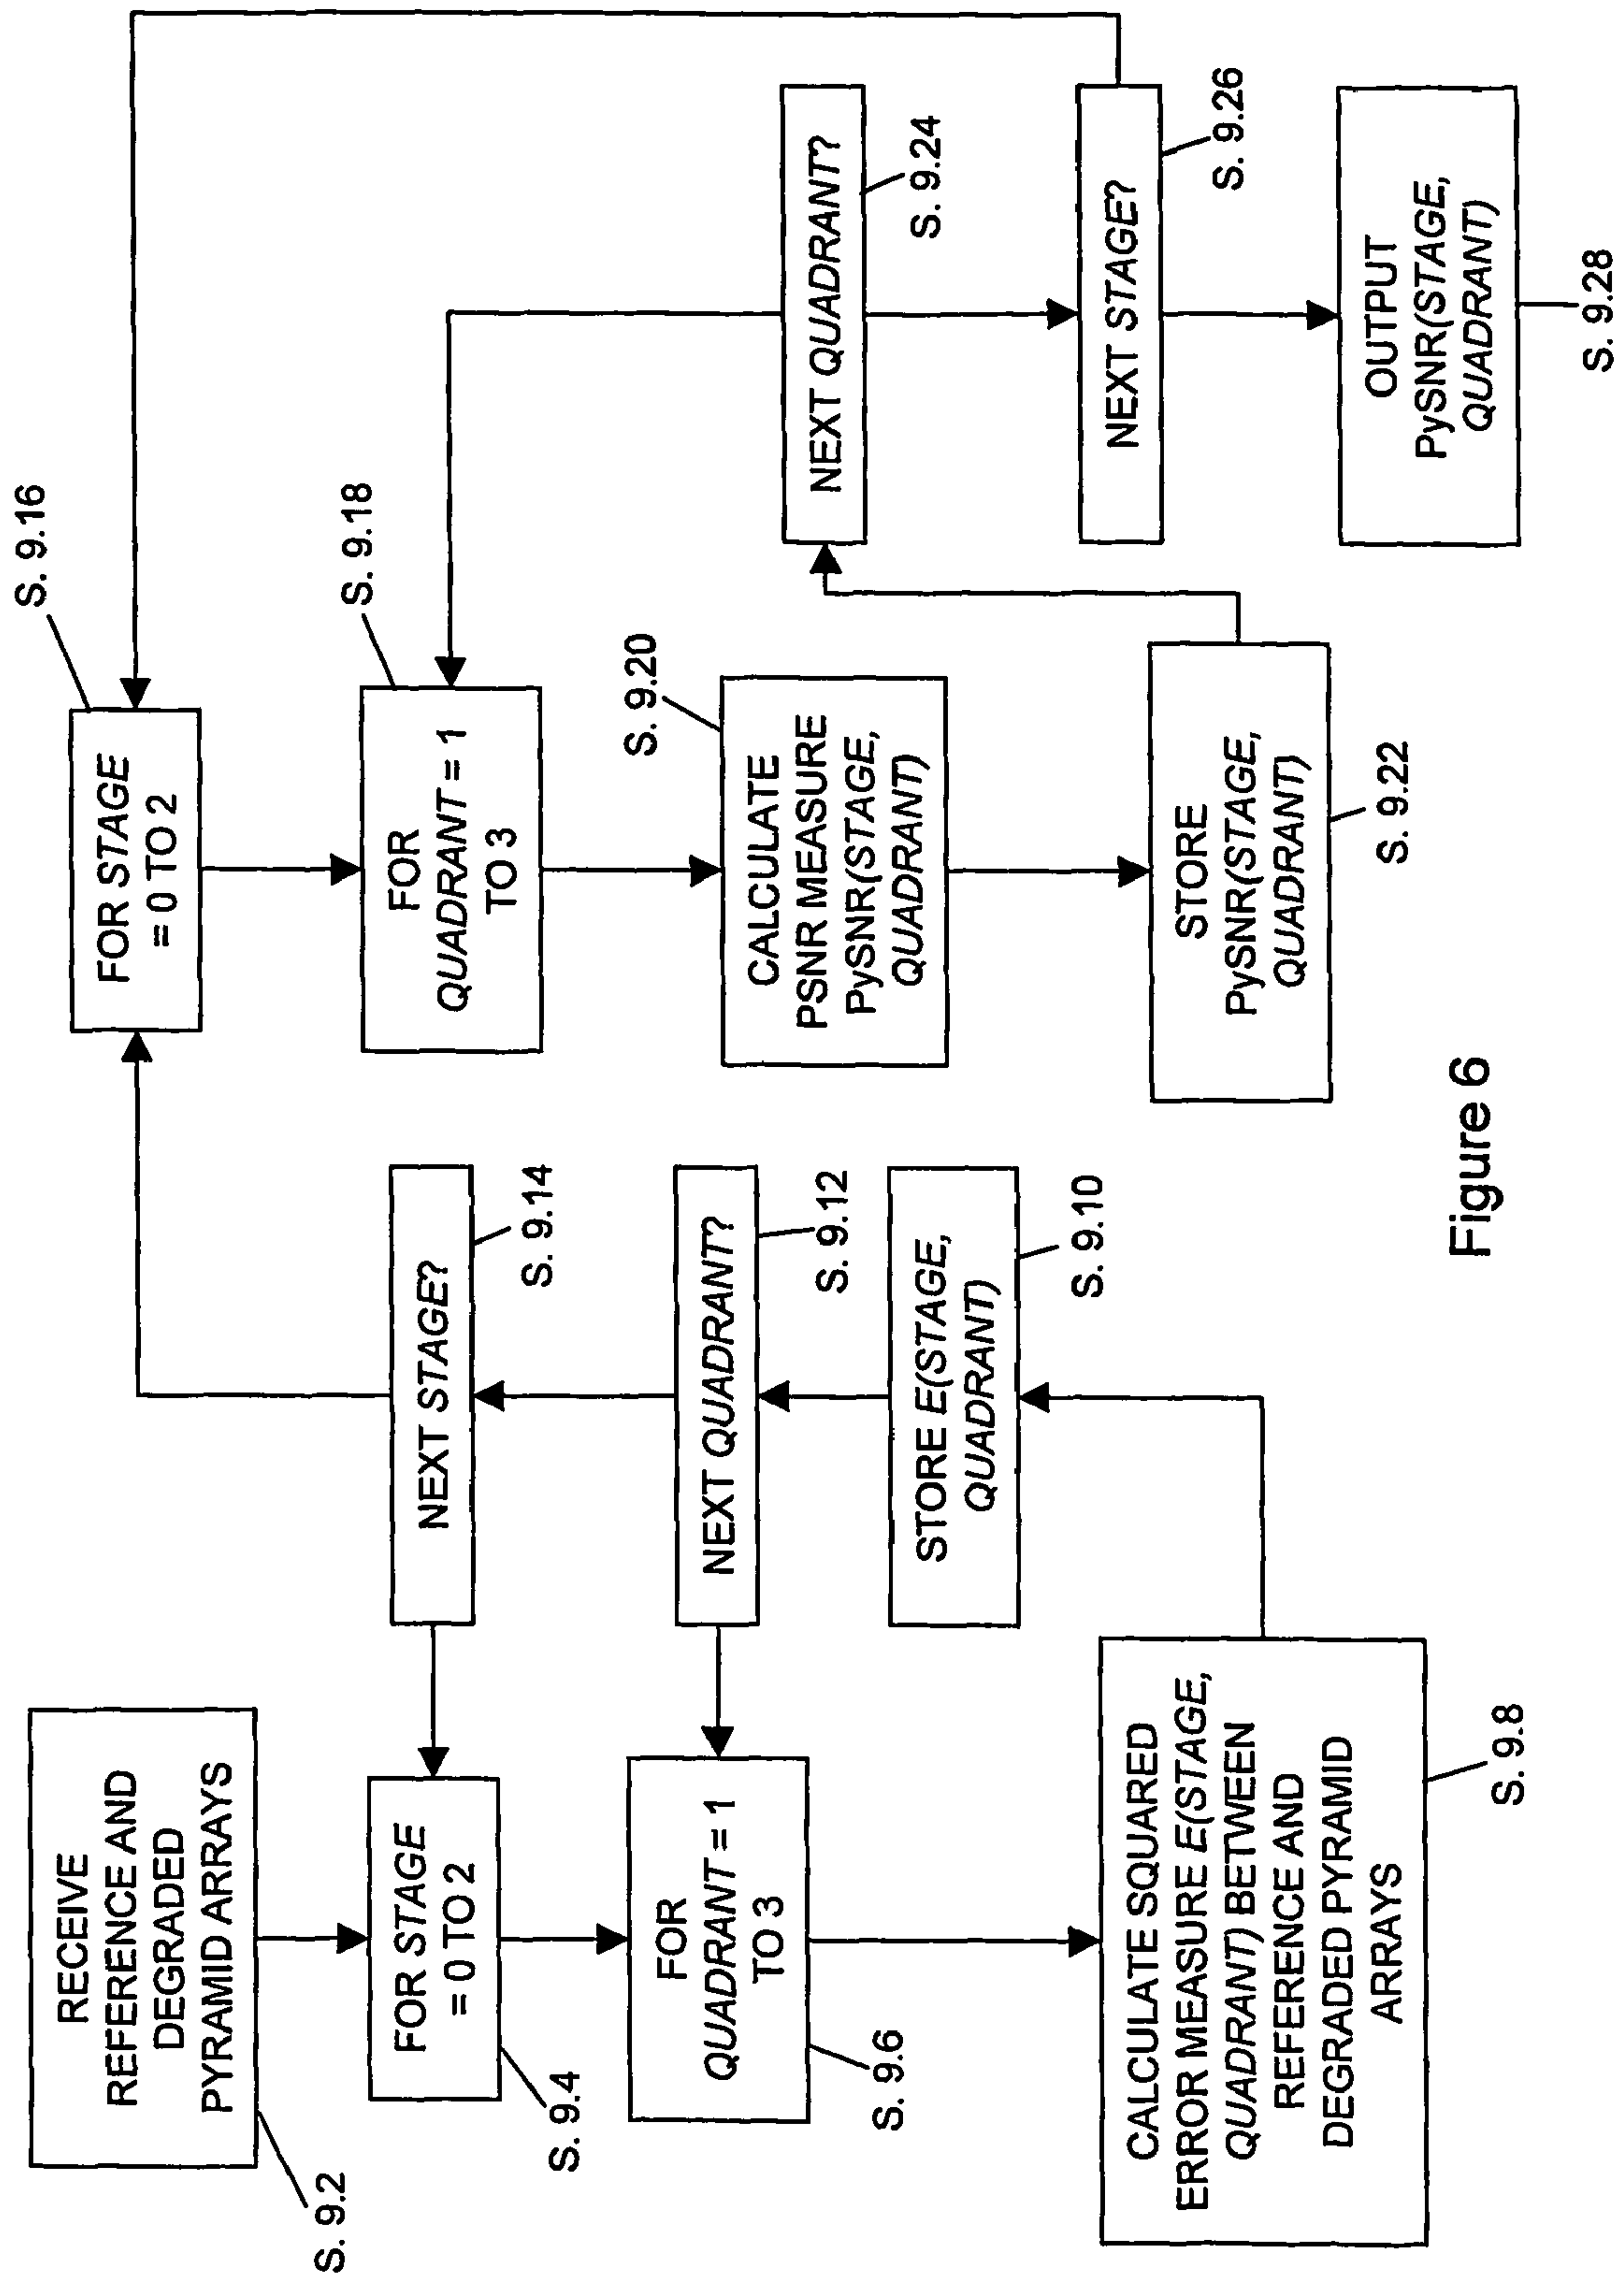 RECEIVE
REFERENCE AND
DEGRADED
PYRAMID ARRAYS
S. 9.2
FOR STAGE
= 0 TO 2
S. 9.4
FOR
QUADRANT = 1
TO 3
S. 9.6
CALCULATE SQUARED
ERROR MEASURE E(STAGE,
QUADRANT) BETWEEN
REFERENCE AND
DEGRADED PYRAMID
ARRAYS
S. 9.8
STORE E(STAGE,
QUADRANT)
S. 9.10
NEXT QUADRANT?
S. 9.12
NEXT STAGE?
S. 9.14
FOR STAGE
= 0 TO 2
S. 9.16
FOR
QUADRANT = 1
TO 3
S. 9.18
CALCULATE
PSNR MEASURE
PySNR(STAGE,
QUADRANT)
S. 9.20
STORE
PySNR(STAGE,
QUADRANT)
S. 9.22
NEXT QUADRANT?
S. 9.24
NEXT STAGE?
S. 9.26
OUTPUT
PySNR(STAGE,
QUADRANT)
S. 9.28
Figure 6